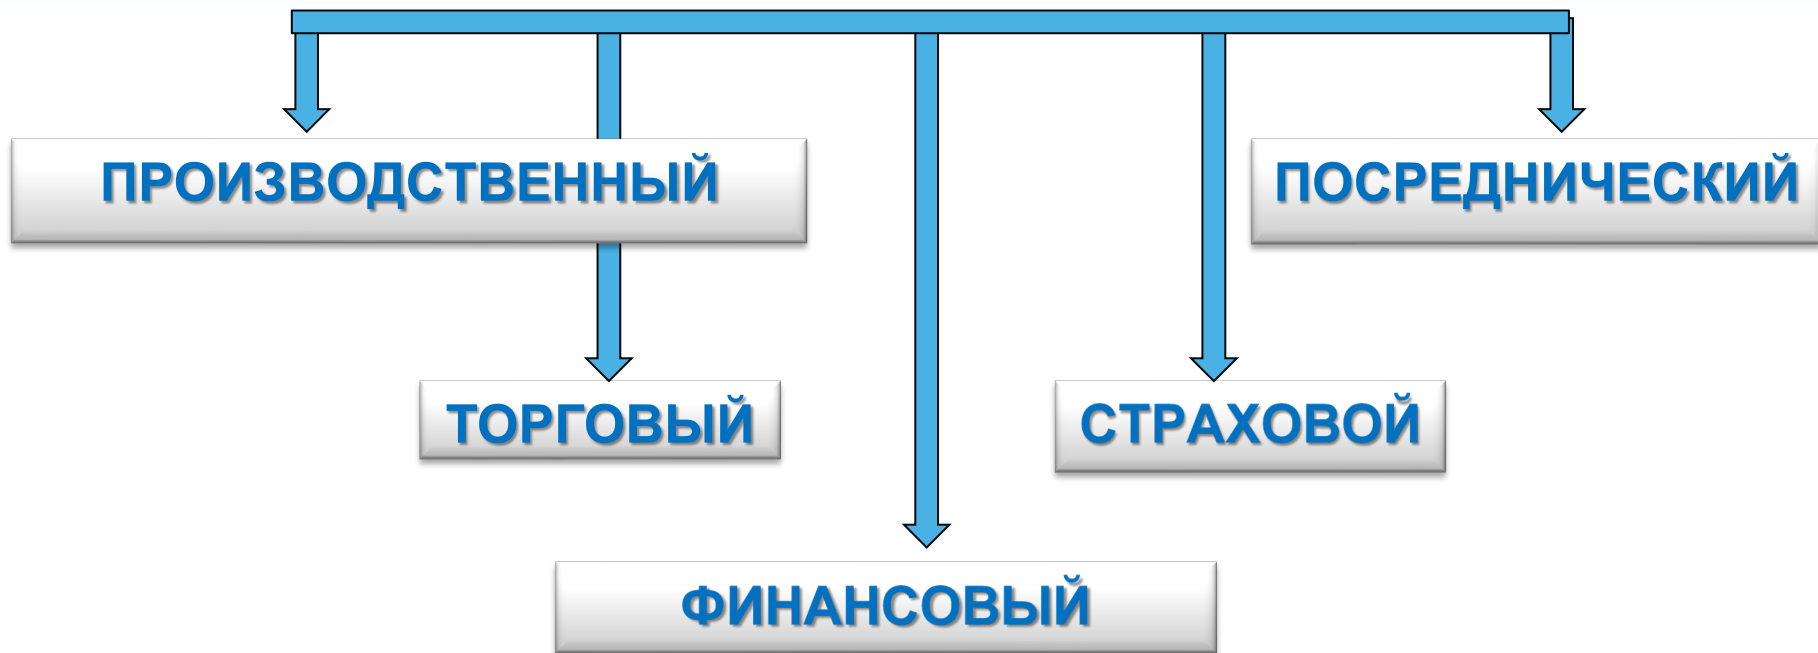 ПРОИЗВОДСТВЕННЫЙ
ПОСРЕДНИЧЕСКИЙ
ТОРГОВЫЙ
СТРАХОВОЙ
ФИНАНСОВЫЙ